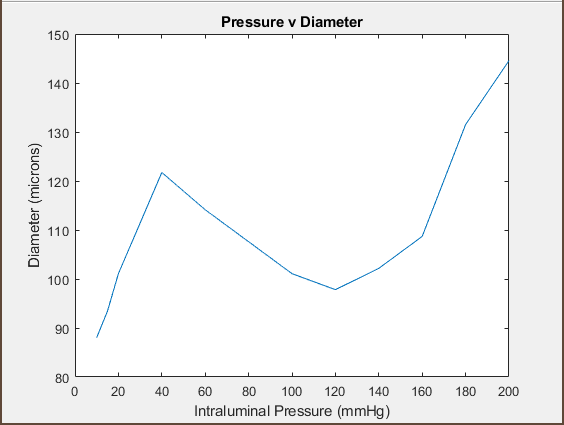 Pressure v Diameter
150
140
130
120
110
100
90
80
Diameter (microns)
0 20 40 60 80 100 120 140 160 180 200
Intraluminal Pressure (mmHg)